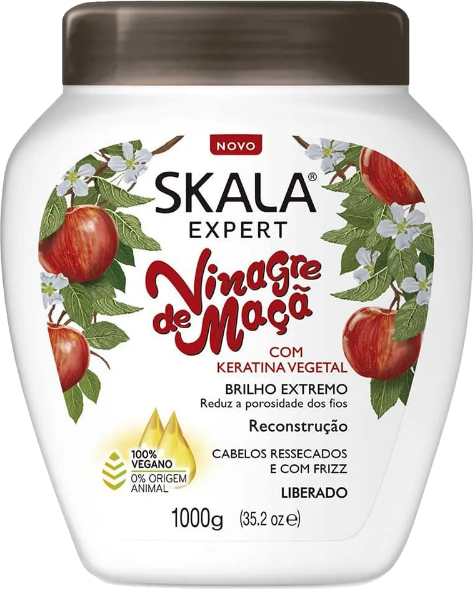 NOVO
SKALA®
EXPERT
Vinagre
de Maçã
COM
KERATINA VEGETAL
BRILHO EXTREMO
Reduz a porosidade dos fios
Reconstrução
100%
VEGANO
0% ORIGEM
ANIMAL
CABELOS RESSECADOS
E COM FRIZZ
LIBERADO
1000g (35.2 oz e)